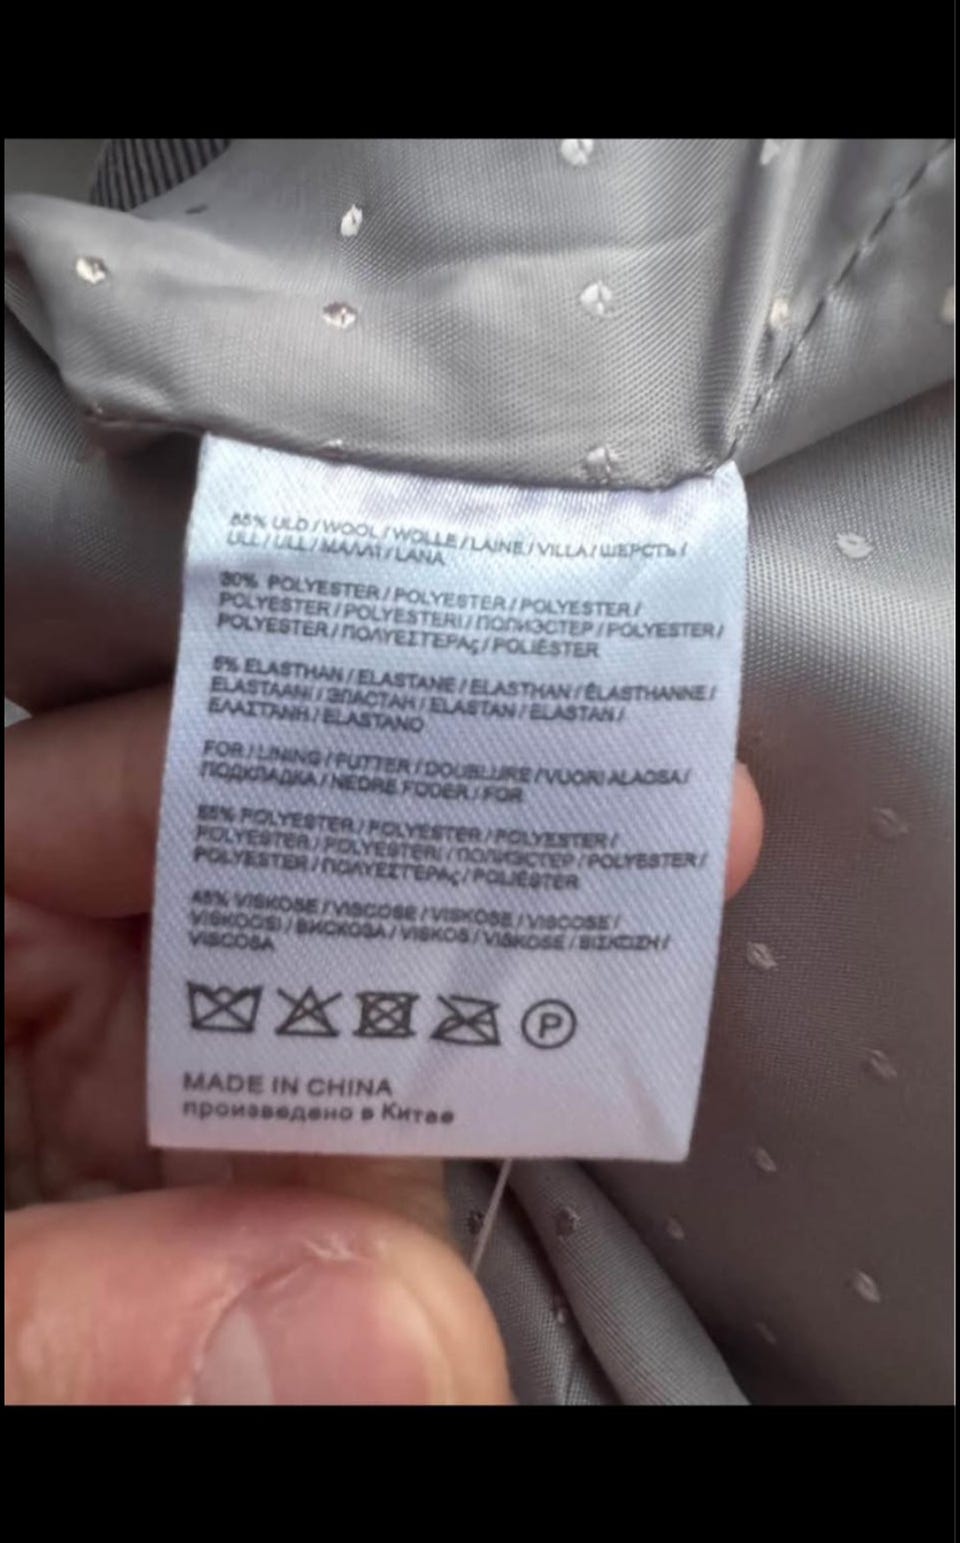 65% ULD / WOOL / WOLLE / LAINE / VILLA / ШЕРСТЬ /
ULL / ULL / ΜΑΛΛΙ / LANA
30% POLYESTER / POLYESTER / POLYESTER /
POLYESTER / POLYESTERI / ПОЛИЭСТЕР / POLYESTER /
POLYESTER / ΠΟΛΥΕΣΤΕΡΑς / POLIÉSTER
5% ELASTHAN / ELASTANE / ELASTHAN / ÉLASTHANNE /
ELASTAANI / ЭЛАСТАН / ELASTAN / ELASTAN /
ΕΛΑΣΤΑΝΗ / ELASTANO
FOR / LINING / FUTTER / DOUBLURE / VUORI ALAOSA /
ПОДКЛАДКА / NEDRE FODER / FOR
55% POLYESTER / POLYESTER / POLYESTER /
POLYESTER / POLYESTERI / ПОЛИЭСТЕР / POLYESTER /
POLYESTER / ΠΟΛΥΕΣΤΕΡΑς / POLIÉSTER
45% VISKOSE / VISCOSE / VISKOSE / VISCOSE /
VISKOOSI / ВИСКОЗА / VISKOS / VISKOSE / ΒΙΣΚΟΖΗ /
VISCOSA
P
MADE IN CHINA
произведено в Китае